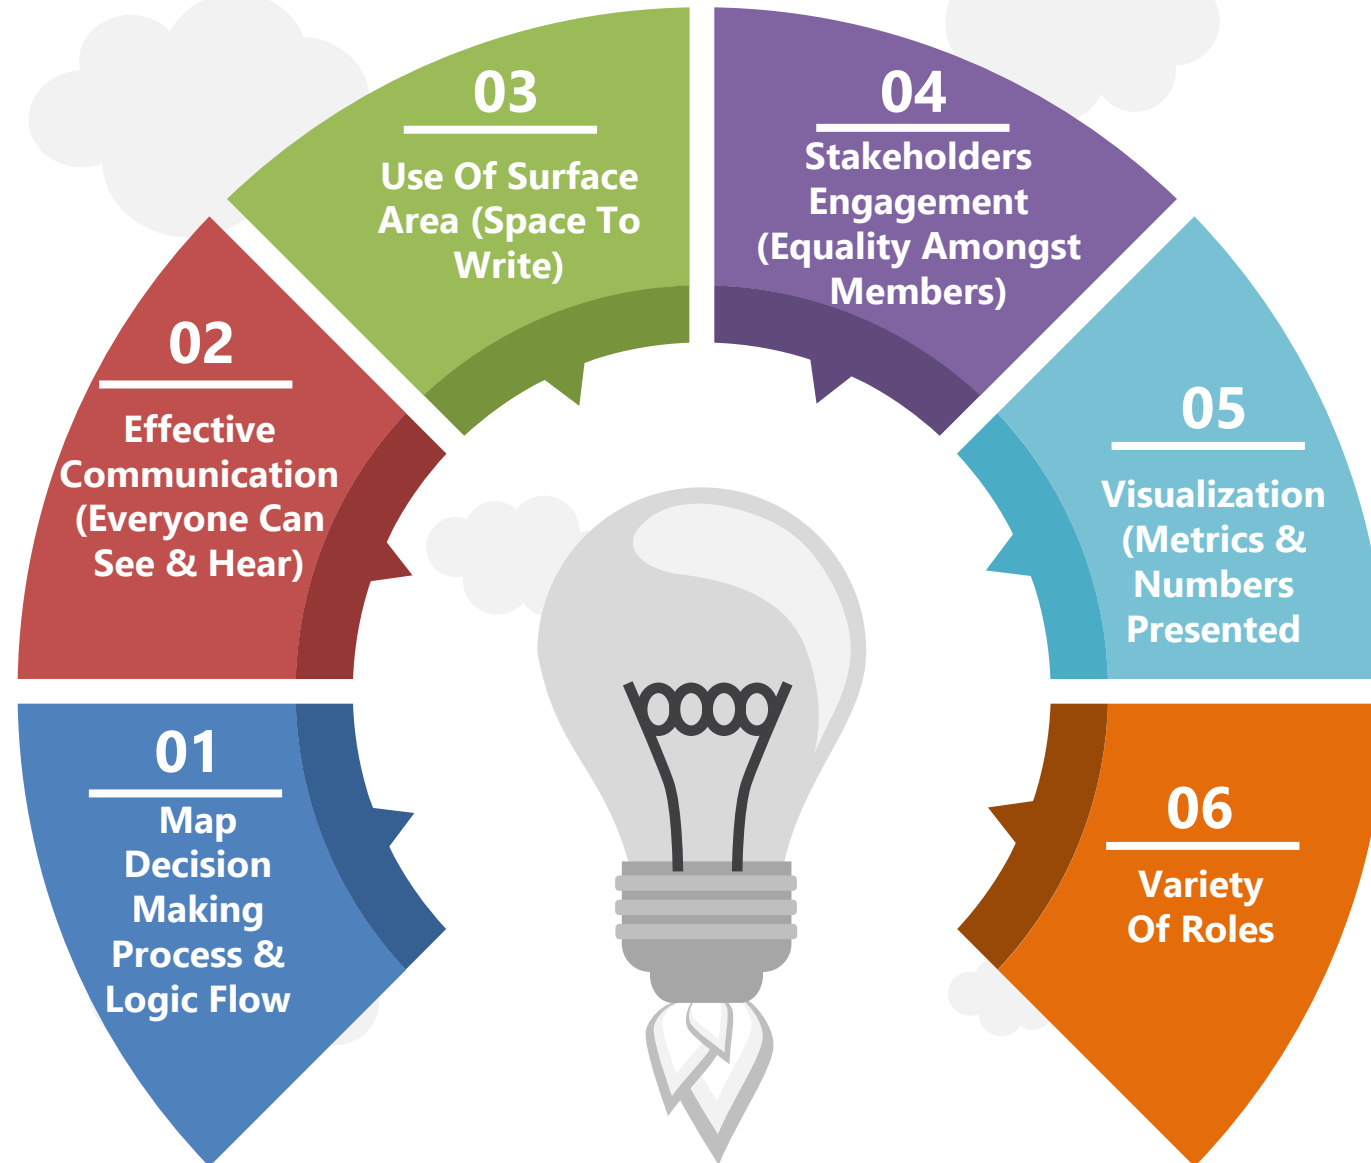 01
Map
Decision
Making
Process &
Logic Flow
02
Effective
Communication
(Everyone Can
See & Hear)
03
Use Of Surface
Area (Space To
Write)
04
Stakeholders
Engagement
(Equality Amongst
Members)
05
Visualization
(Metrics &
Numbers
Presented
06
Variety
Of Roles